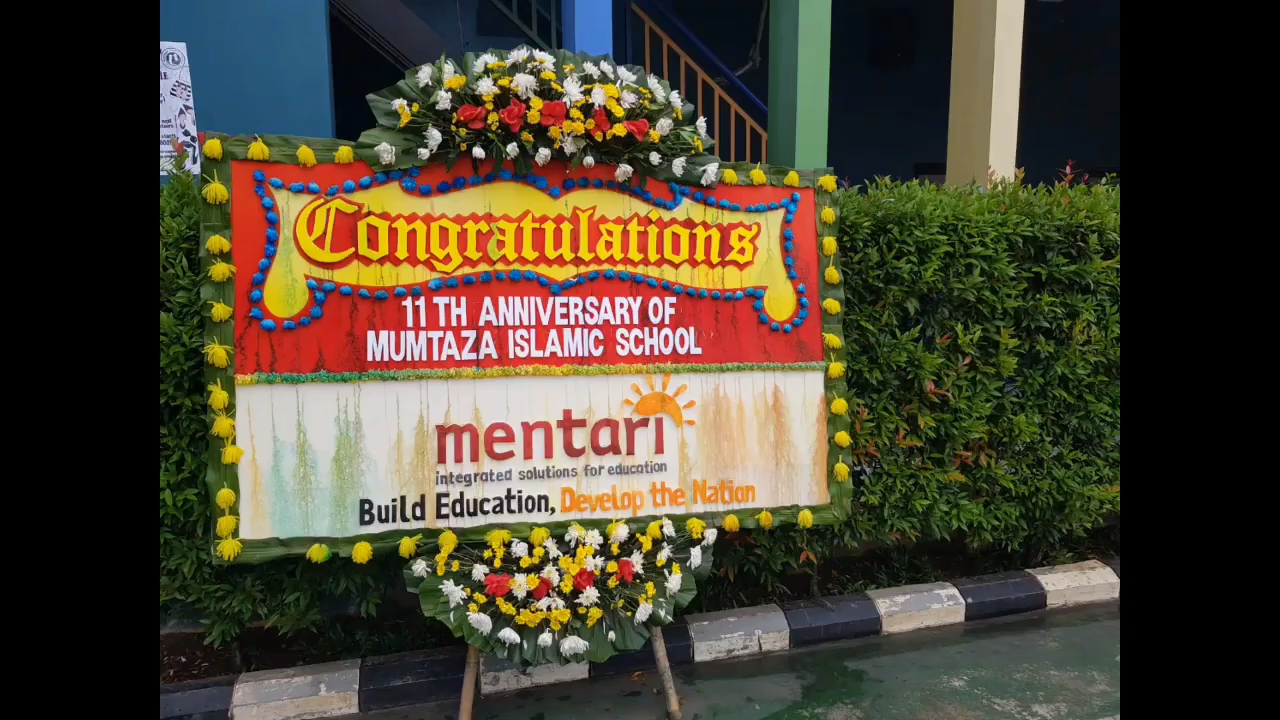 Congratulations
11 TH ANNIVERSARY OF
MUMTAZA ISLAMIC SCHOOL
mentari
integrated solutions for education
Build Education, Develop the Nation